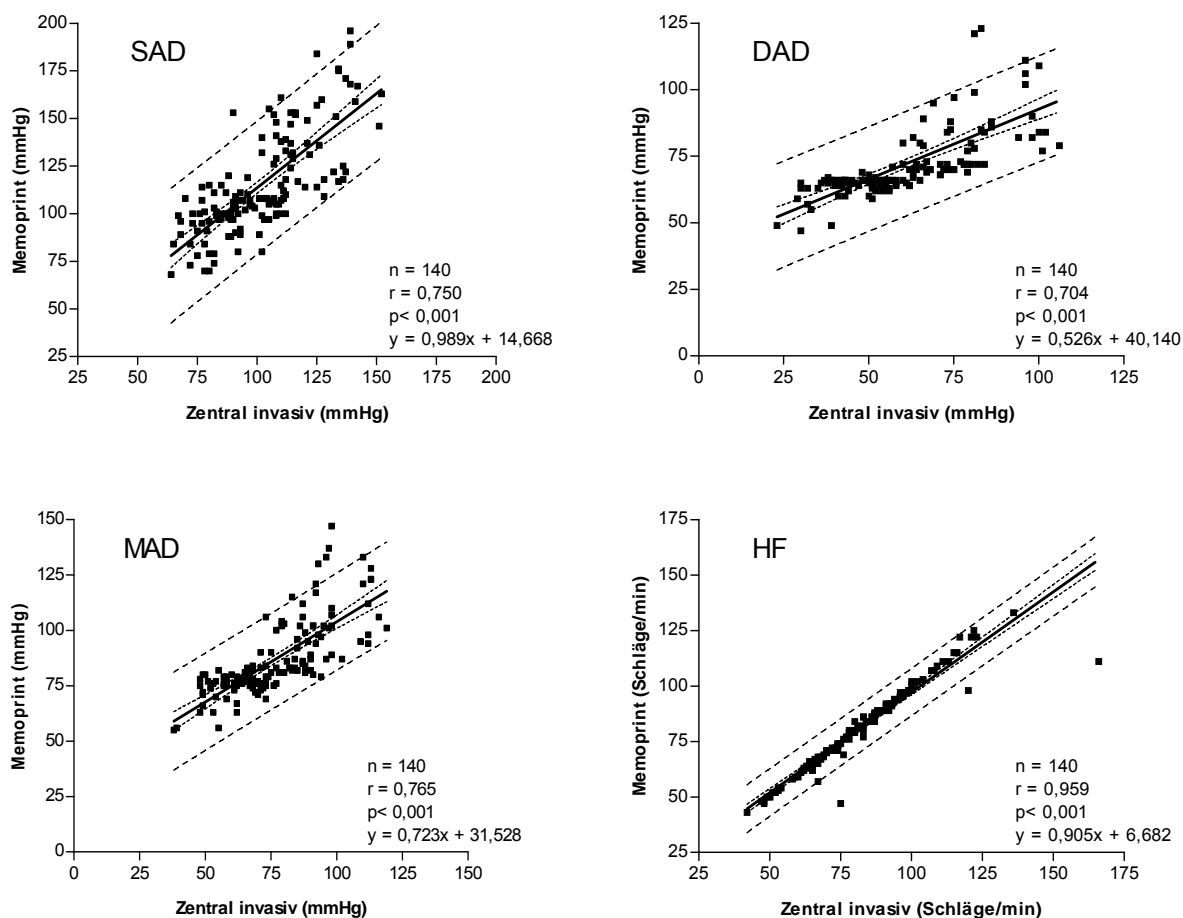 SAD
Memoprint (mmHg)
200
175
150
125
100
75
50
25
n = 140
r = 0,750
p< 0,001
y = 0,989x + 14,668
25 50 75 100 125 150 175 200
Zentral invasiv (mmHg)
DAD
Memoprint (mmHg)
125
100
75
50
25
0
n = 140
r = 0,704
p< 0,001
y = 0,526x + 40,140
0 25 50 75 100 125
Zentral invasiv (mmHg)
MAD
Memoprint (mmHg)
150
125
100
75
50
25
0
n = 140
r = 0,765
p< 0,001
y = 0,723x + 31,528
0 25 50 75 100 125 150
Zentral invasiv (mmHg)
HF
Memoprint (Schläge/min)
175
150
125
100
75
50
25
n = 140
r = 0,959
p< 0,001
y = 0,905x + 6,682
25 50 75 100 125 150 175
Zentral invasiv (Schläge/min)